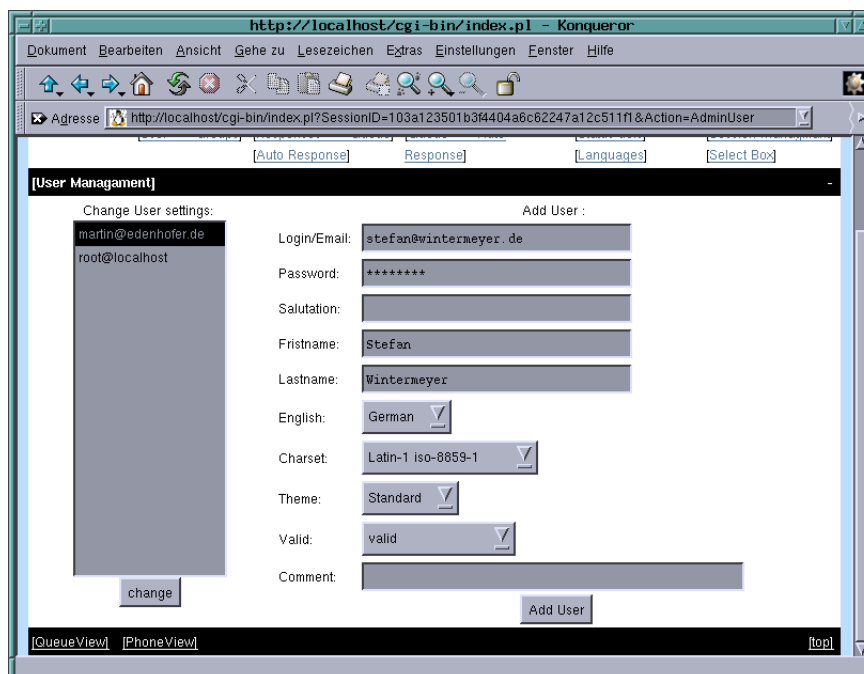 http://localhost/cgi-bin/index.pl - Konqueror
Dokument Bearbeiten Ansicht Gehe zu Lesezeichen Extras Einstellungen Fenster Hilfe
Adresse http://localhost/cgi-bin/index.pl?SessionID=103a123501b3f4404a6c62247a12c511f1&Action=AdminUser
[Auto Response] Response] [Languages] [Select Box]
[User Managament] -
Change User settings: Add User :
martin@edenhofer.de
root@localhost
Login/Email: stefan@wintermeyer.de
Password: ********
Salutation:
Fristname: Stefan
Lastname: Wintermeyer
English: German
Charset: Latin-1 iso-8859-1
Theme: Standard
Valid: valid
Comment:
change
Add User
[QueueView] [PhoneView] [top]